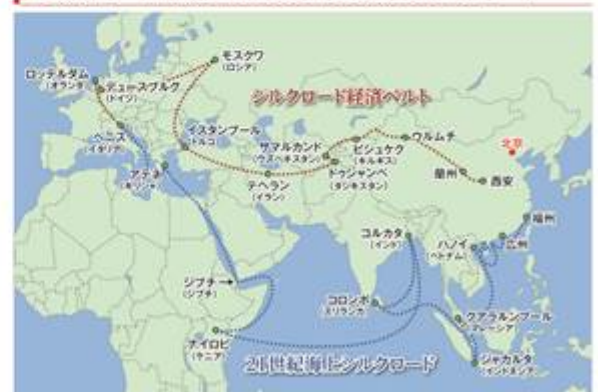 モスクワ
(ロシア)
ロッテルダム
(オランダ)
デュースブルグ
(ドイツ)
シルクロード経済ベルト
ベニス
(イタリア)
イスタンブール
(トルコ)
サマルカンド
(ウズベキスタン)
ビシュケク
(キルギス)
ウルムチ
北京
アテネ
(ギリシャ)
テヘラン
(イラン)
ドゥシャンベ
(タジキスタン)
蘭州
西安
コルカタ
(インド)
ハノイ
(ベトナム)
広州
福州
ジブチ→
(ジブチ)
コロンボ
(スリランカ)
クアラルンプール
(マレーシア)
ナイロビ
(ケニア)
21世紀海上シルクロード
ジャカルタ
(インドネシア)